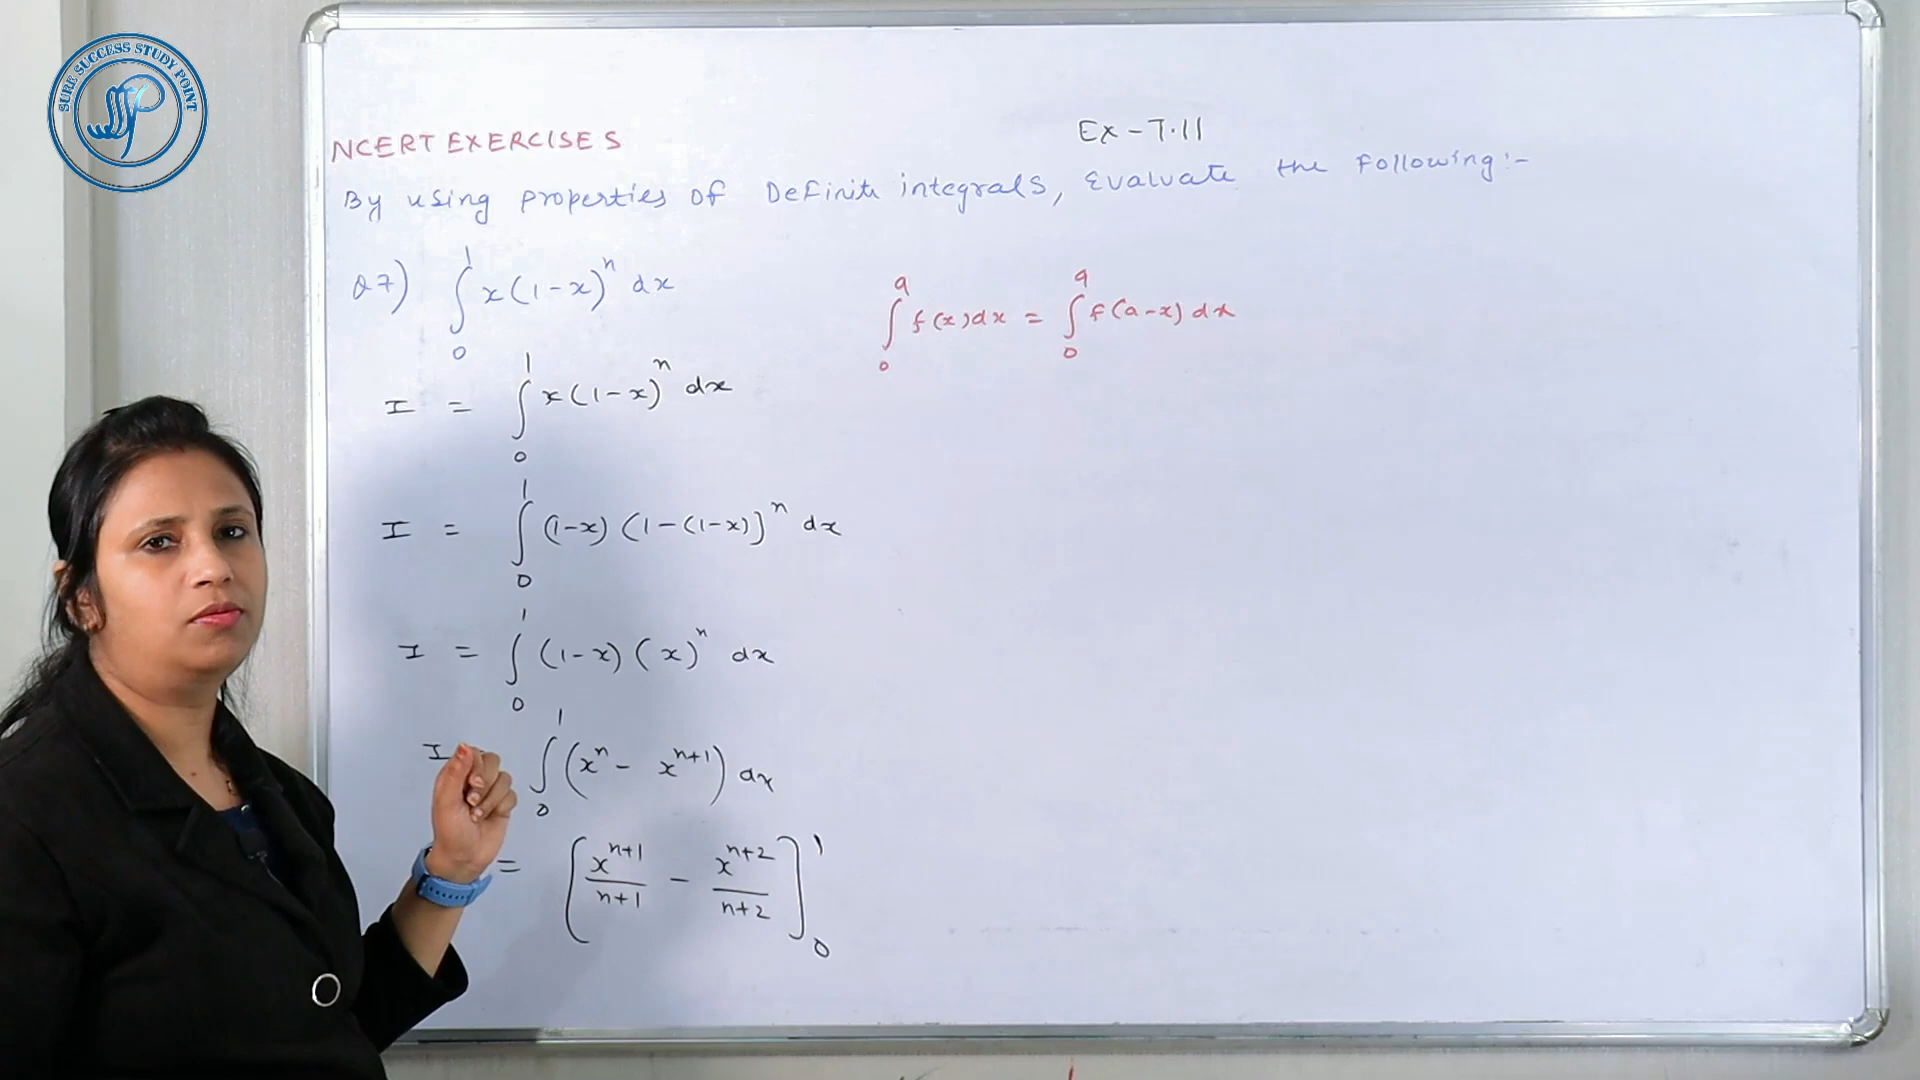 SURE SUCCESS STUDY POINT
NCERT EXERCISES
Ex - 7.11
By using properties of Definite integrals, Evaluate the Following:-
Q7) ∫₀¹ x(1-x)ⁿ dx
∫₀ᵃ f(x)dx = ∫₀ᵃ f(a-x) dx
I = ∫₀¹ x(1-x)ⁿ dx
I = ∫₀¹ (1-x) (1-(1-x)]ⁿ dx
I = ∫₀¹ (1-x) (x)ⁿ dx
I ∫₀¹ (xⁿ - xⁿ⁺¹) dx
= [xⁿ⁺¹/n+1 - xⁿ⁺²/n+2]₀¹